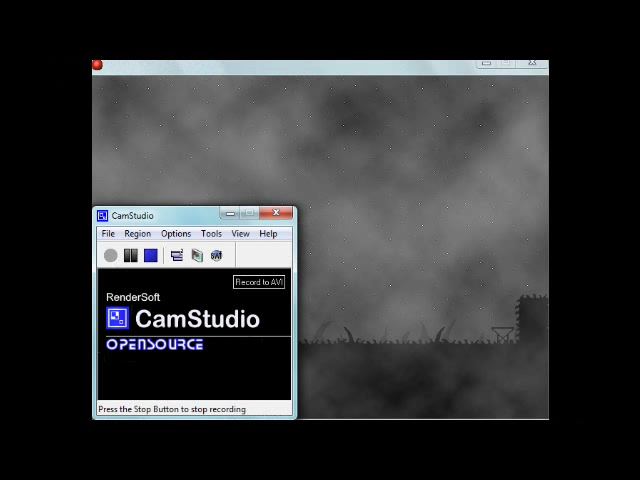 CamStudio
File Region Options Tools View Help
Record to AVI
RenderSoft
CamStudio
OPENSOURCE
Press the Stop Button to stop recording